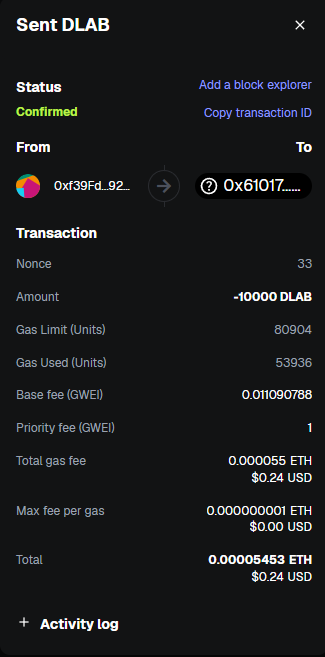 Sent DLAB
Status
Add a block explorer
Confirmed
Copy transaction ID
From
To
0xf39Fd...92...
0x61017......
Transaction
Nonce
33
Amount
-10000 DLAB
Gas Limit (Units)
80904
Gas Used (Units)
53936
Base fee (GWEI)
0.011090788
Priority fee (GWEI)
1
Total gas fee
0.000055 ETH
$0.24 USD
Max fee per gas
0.000000001 ETH
$0.00 USD
Total
0.00005453 ETH
$0.24 USD
+ Activity log